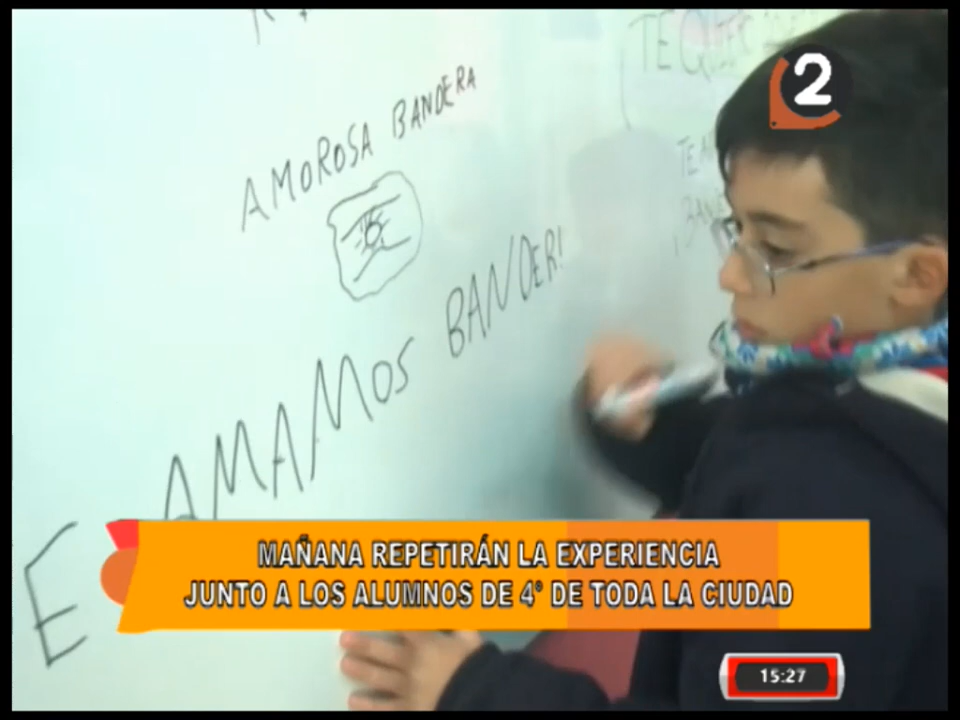 2
TE QUIER
AMOROSA BANDERA
AMAMOS BANDER!
E
MAÑANA REPETIRÁN LA EXPERIENCIA
JUNTO A LOS ALUMNOS DE 4° DE TODA LA CIUDAD
15:27